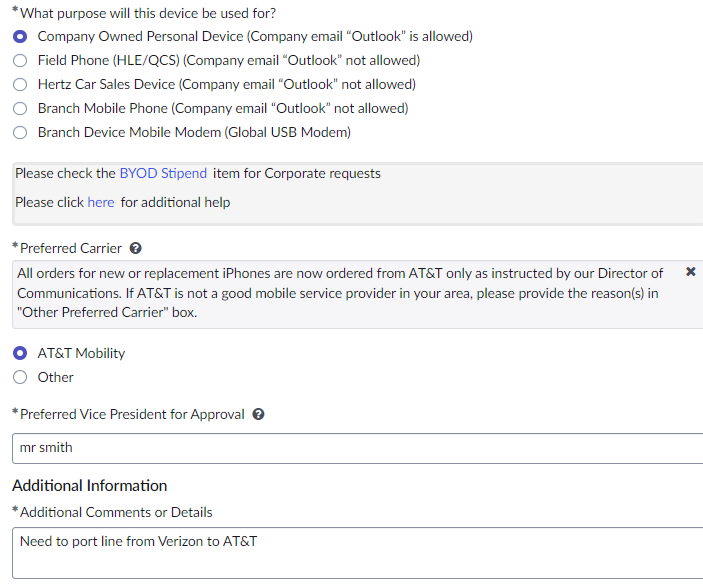 *What purpose will this device be used for?
Company Owned Personal Device (Company email “Outlook” is allowed)
Field Phone (HLE/QCS) (Company email “Outlook” not allowed)
Hertz Car Sales Device (Company email “Outlook” not allowed)
Branch Mobile Phone (Company email “Outlook” not allowed)
Branch Device Mobile Modem (Global USB Modem)
Please check the BYOD Stipend item for Corporate requests
Please click here for additional help
*Preferred Carrier ?
All orders for new or replacement iPhones are now ordered from AT&T only as instructed by our Director of
Communications. If AT&T is not a good mobile service provider in your area, please provide the reason(s) in
"Other Preferred Carrier" box.
AT&T Mobility
Other
*Preferred Vice President for Approval ?
mr smith
Additional Information
*Additional Comments or Details
Need to port line from Verizon to AT&T